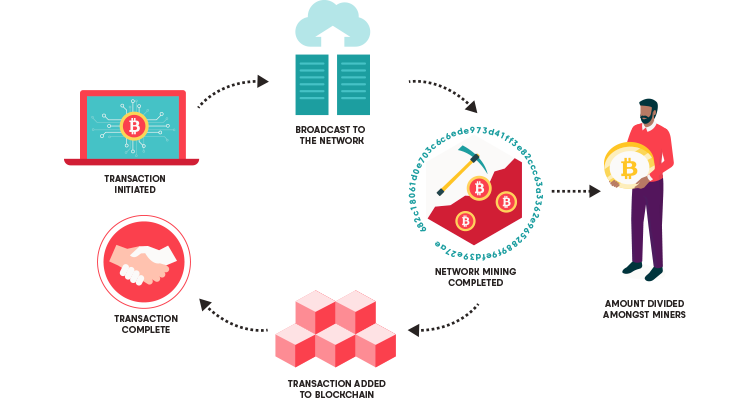 BROADCAST TO
THE NETWORK
TRANSACTION
INITIATED
NETWORK MINING
COMPLETED
AMOUNT DIVIDED
AMONGST MINERS
TRANSACTION
COMPLETE
TRANSACTION ADDED
TO BLOCKCHAIN